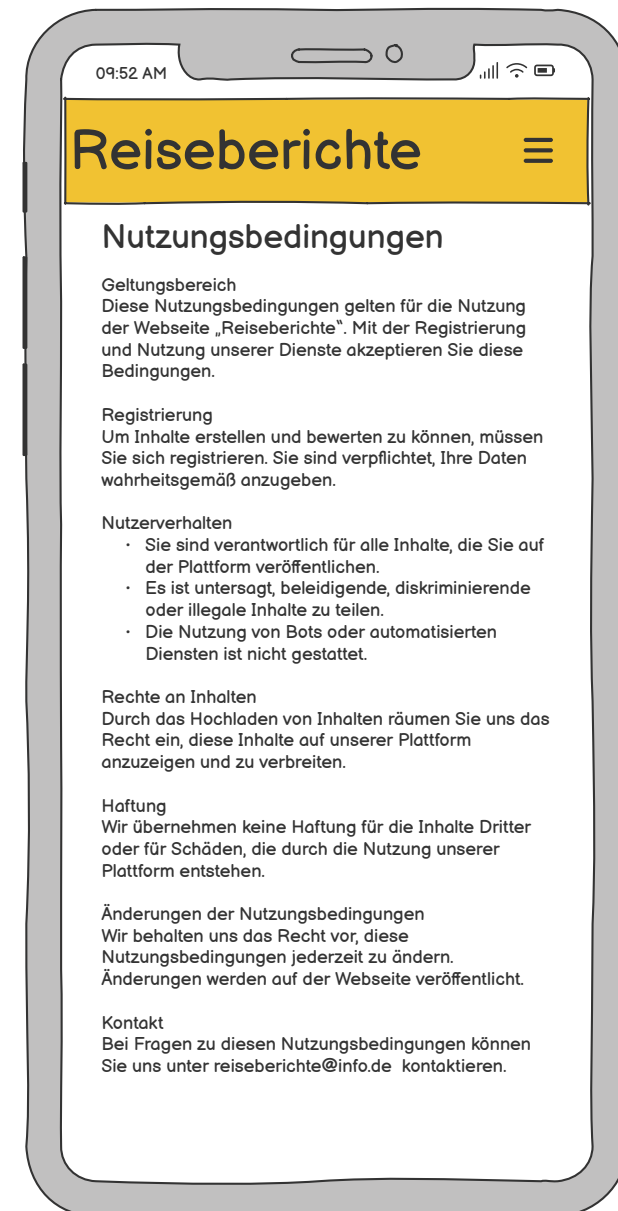 09:52 AM
Reiseberichte
Nutzungsbedingungen
Geltungsbereich
Diese Nutzungsbedingungen gelten für die Nutzung
der Webseite „Reiseberichte“. Mit der Registrierung
und Nutzung unserer Dienste akzeptieren Sie diese
Bedingungen.
Registrierung
Um Inhalte erstellen und bewerten zu können, müssen
Sie sich registrieren. Sie sind verpflichtet, Ihre Daten
wahrheitsgemäß anzugeben.
Nutzerverhalten
· Sie sind verantwortlich für alle Inhalte, die Sie auf
der Plattform veröffentlichen.
· Es ist untersagt, beleidigende, diskriminierende
oder illegale Inhalte zu teilen.
· Die Nutzung von Bots oder automatisierten
Diensten ist nicht gestattet.
Rechte an Inhalten
Durch das Hochladen von Inhalten räumen Sie uns das
Recht ein, diese Inhalte auf unserer Plattform
anzuzeigen und zu verbreiten.
Haftung
Wir übernehmen keine Haftung für die Inhalte Dritter
oder für Schäden, die durch die Nutzung unserer
Plattform entstehen.
Änderungen der Nutzungsbedingungen
Wir behalten uns das Recht vor, diese
Nutzungsbedingungen jederzeit zu ändern.
Änderungen werden auf der Webseite veröffentlicht.
Kontakt
Bei Fragen zu diesen Nutzungsbedingungen können
Sie uns unter reiseberichte@info.de  kontaktieren.